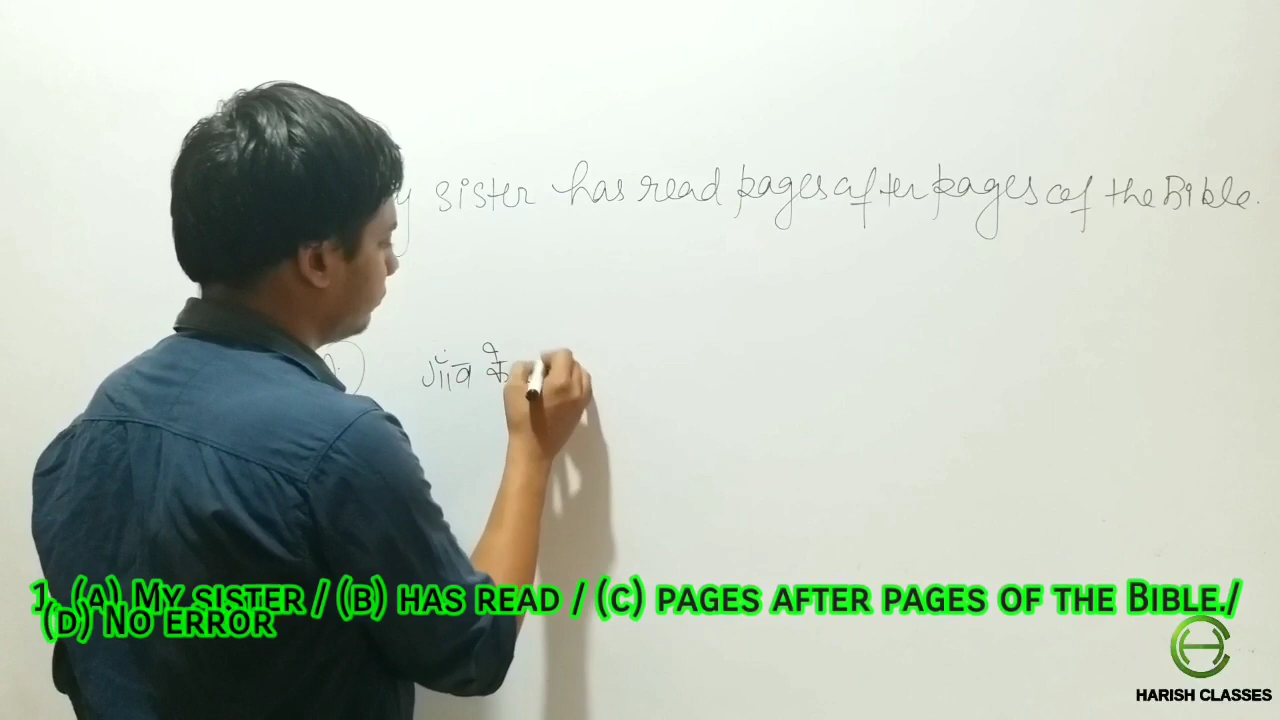 sister has read pages after pages of the Bible.
गाँव के
1. (a) My sister / (b) has read / (c) pages after pages of the Bible./
(d) No error
HARISH CLASSES